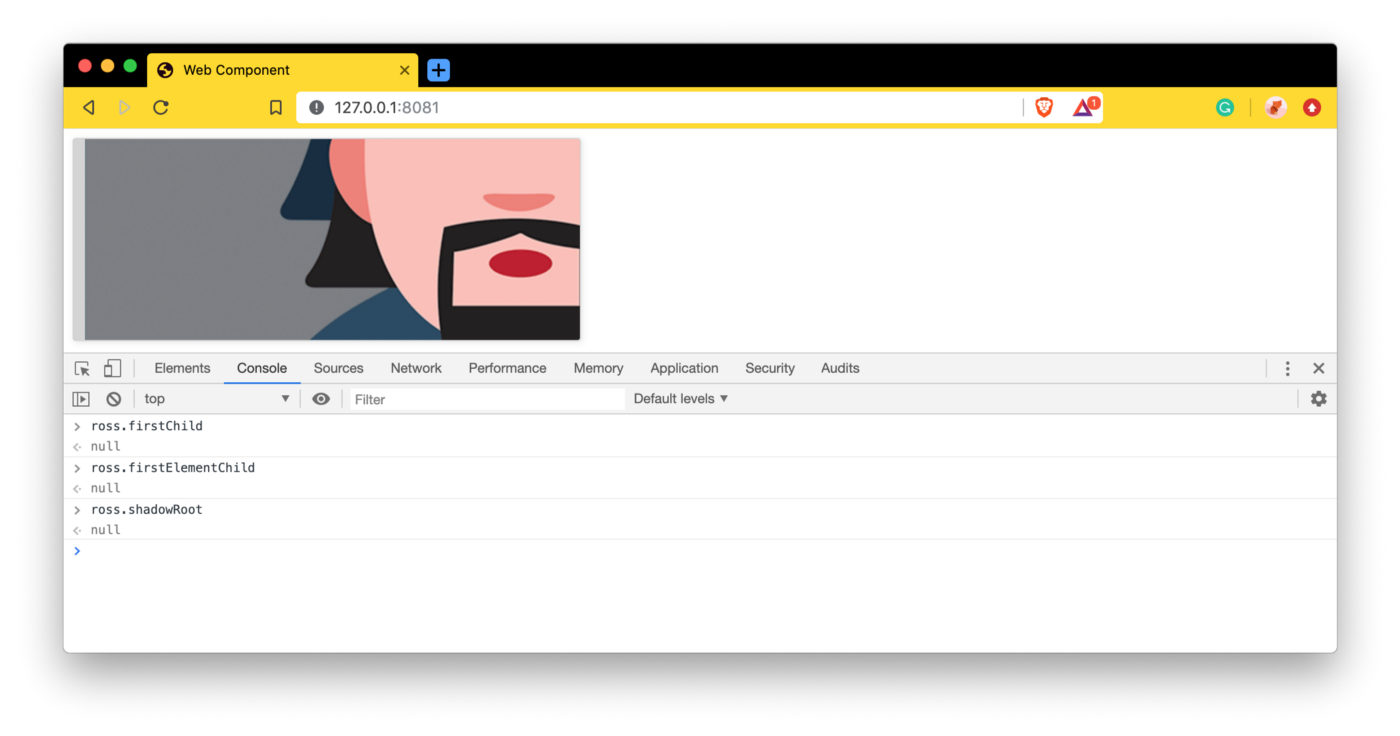 Web Component
127.0.0.1:8081
1
Elements Console Sources Network Performance Memory Application Security Audits
top Filter Default levels
ross.firstChild
null
ross.firstElementChild
null
ross.shadowRoot
null